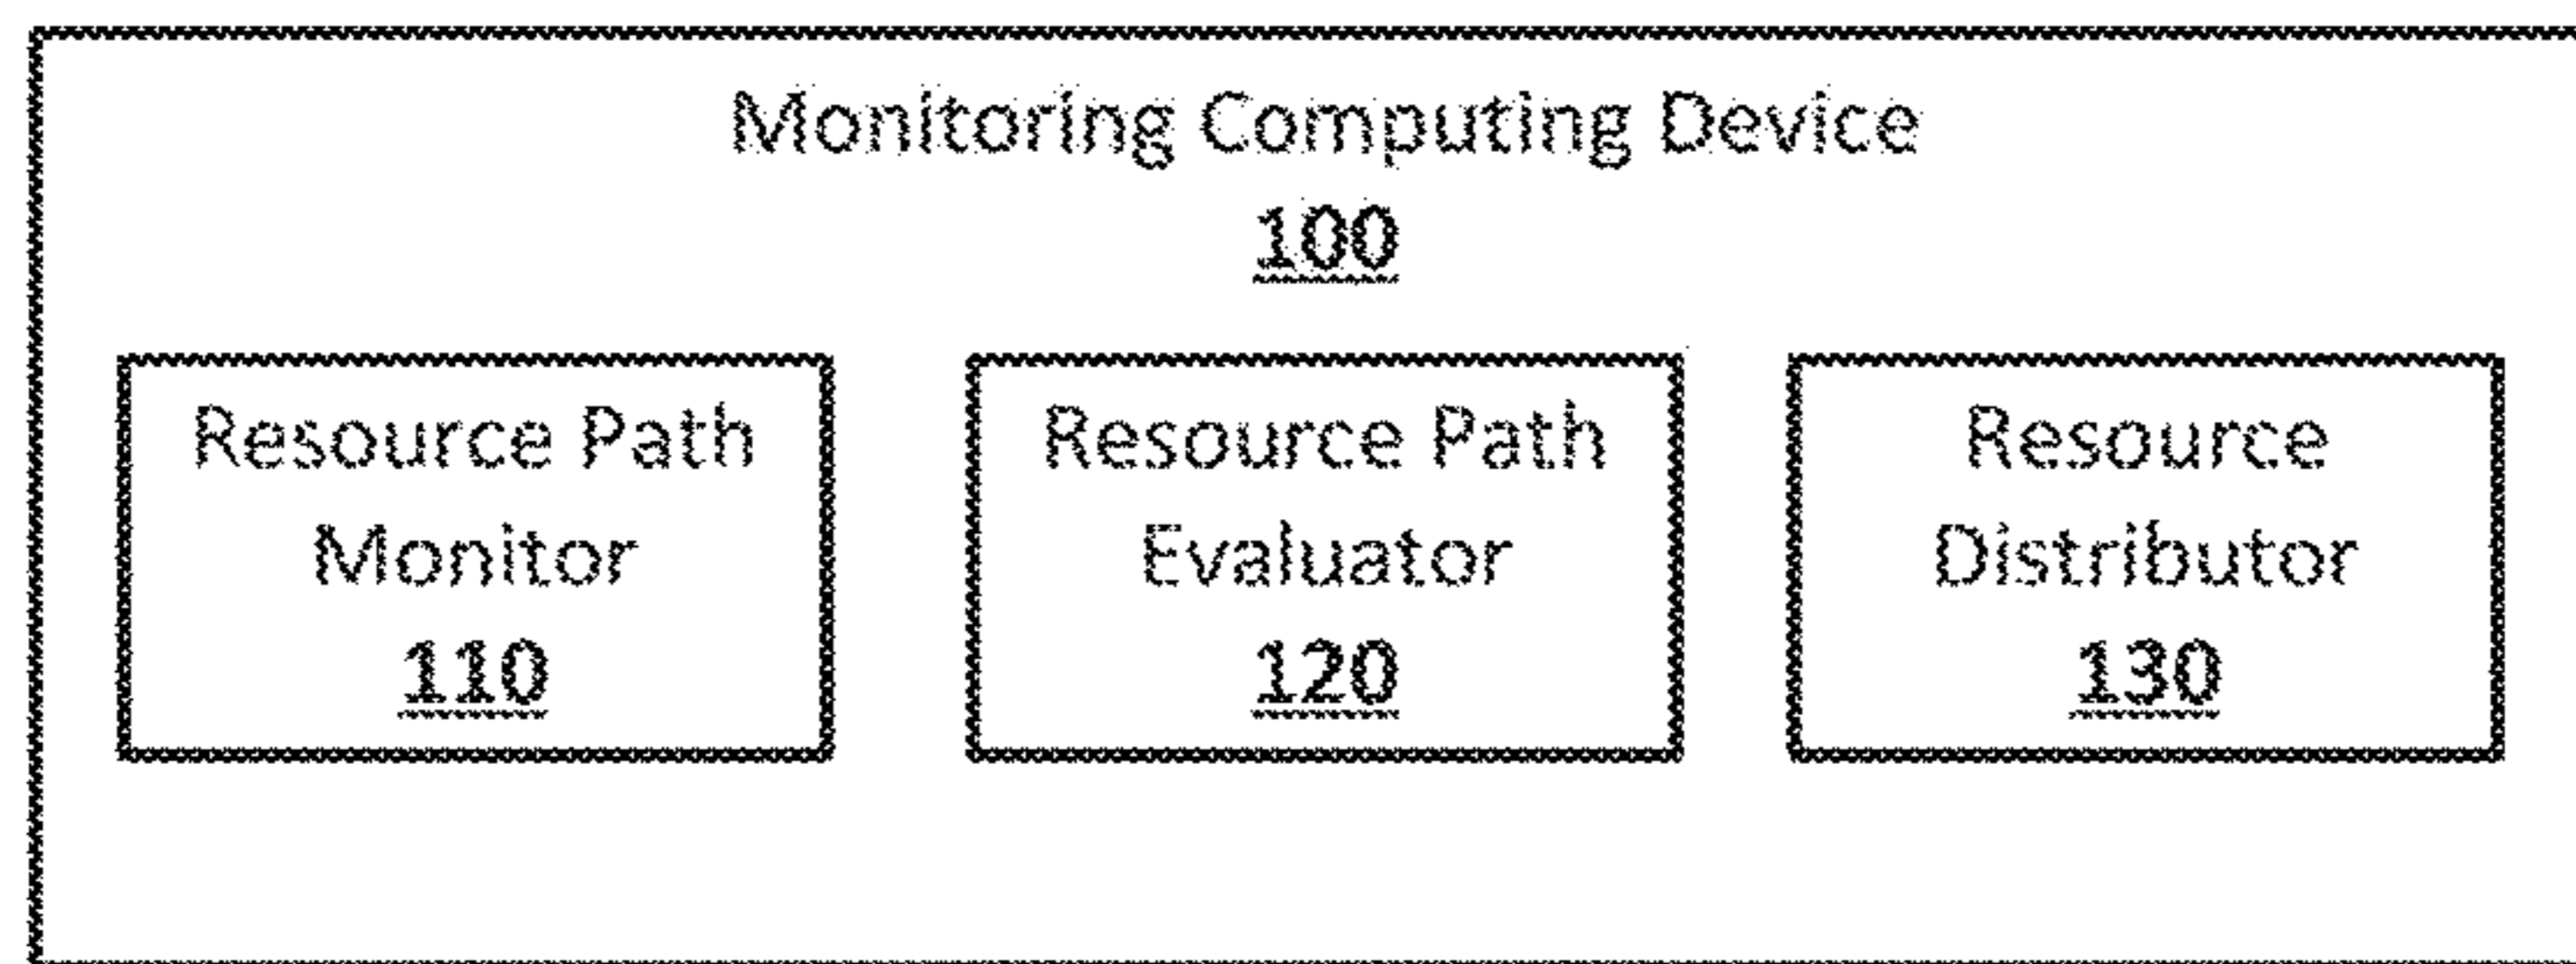 Monitoring Computing Device
100
Resource Path
Monitor
110
Resource Path
Evaluator
120
Resource
Distributor
130